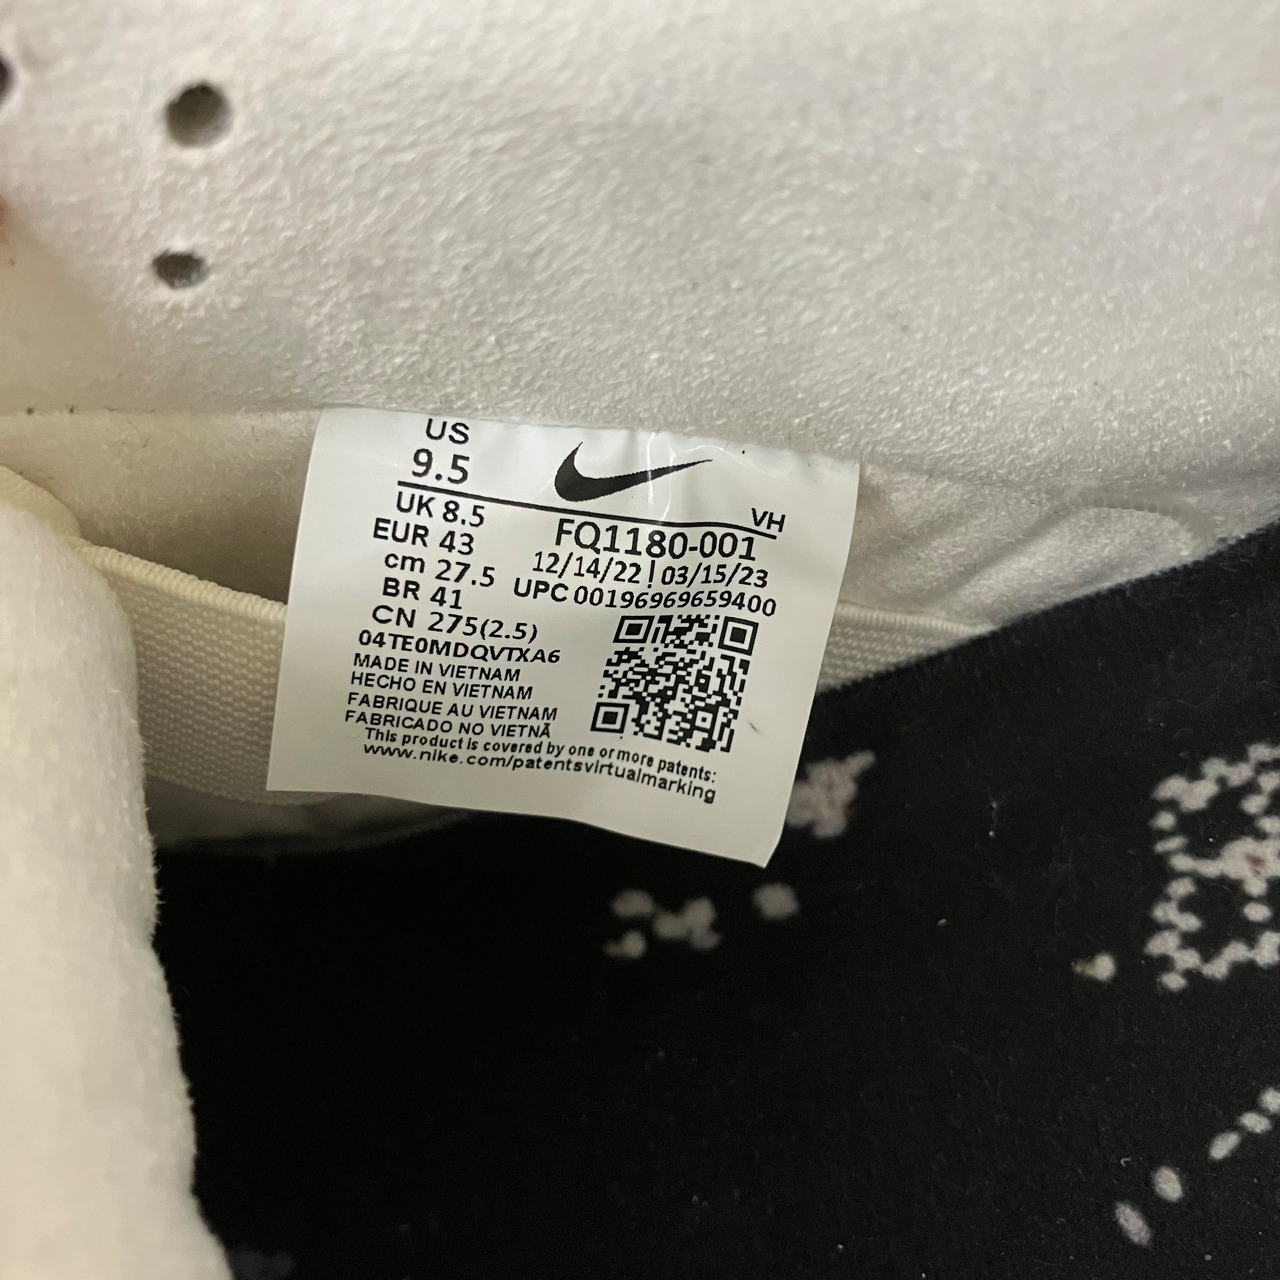 US
9.5
VH
UK 8.5
FQ1180-001
EUR 43
12/14/22 | 03/15/23
cm 27.5
UPC 00196969659400
BR 41
CN 275(2.5)
04TE0MDQVTXA6
MADE IN VIETNAM
HECHO EN VIETNAM
FABRIQUE AU VIETNAM
FABRICADO NO VIETNÃ
This product is covered by one or more patents:
www.nike.com/patentsvirtualmarking